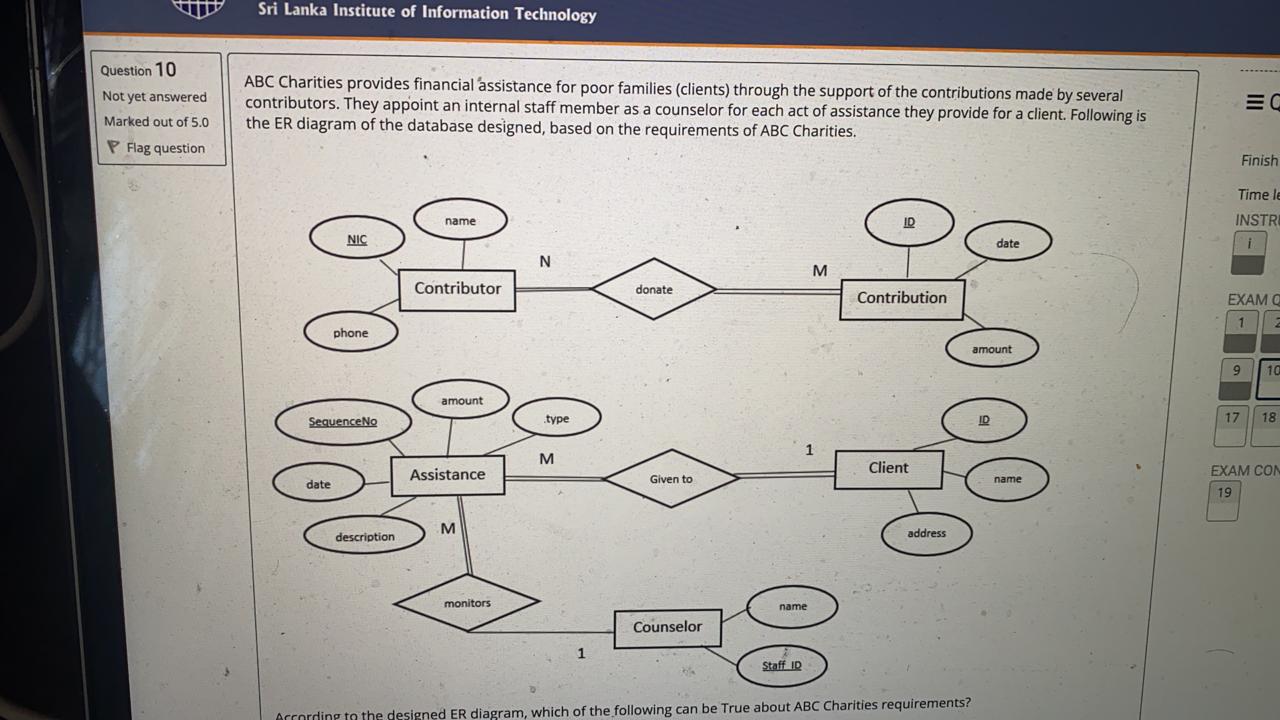 Sri Lanka Institute of Information Technology
Question 10
Not yet answered
Marked out of 5.0
Flag question
ABC Charities provides financial assistance for poor families (clients) through the support of the contributions made by several
contributors. They appoint an internal staff member as a counselor for each act of assistance they provide for a client. Following is
the ER diagram of the database designed, based on the requirements of ABC Charities.
NIC
name
N
M
ID
date
Contributor
donate
Contribution
phone
amount
SequenceNo
amount
type
M
1
ID
Assistance
Given to
Client
date
name
description
M
address
monitors
Counselor
name
1
Staff_ID
According to the designed ER diagram, which of the following can be True about ABC Charities requirements?
Finish
Time
i
EXAM
1
9
10
17
18
EXAM
19